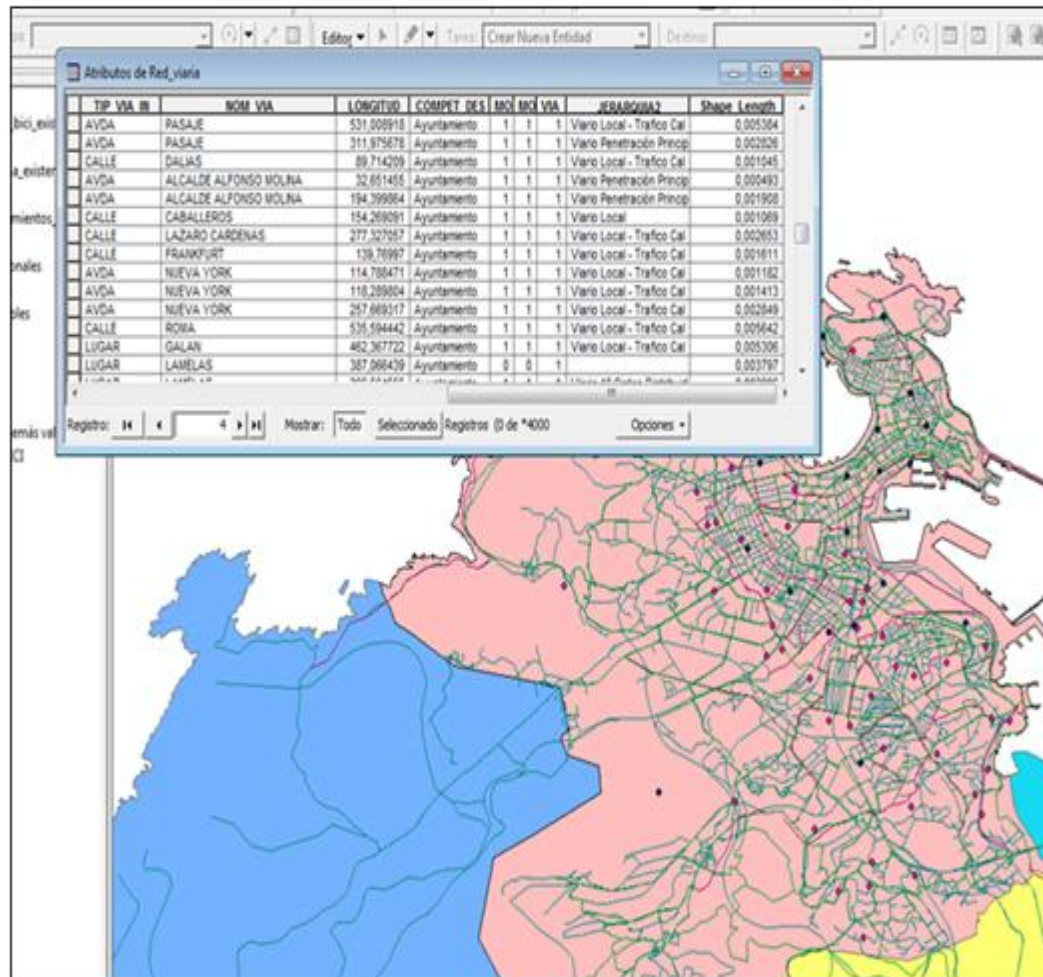 Editor Tarea: Crear Nueva Entidad Destino:
Atributos de Red_viaria
TIP_VIA_IN NOM_VIA LONGITUD COMPET_DES MO MO VIA JERARQUIA2 Shape_Length
AVDA PASAJE 531,008918 Ayuntamiento 1 1 1 Viario Local - Trafico Cal 0,005384
AVDA PASAJE 311,975678 Ayuntamiento 1 1 1 Viario Penetración Princip 0,002826
CALLE DALIAS 89,714209 Ayuntamiento 1 1 1 Viario Local - Trafico Cal 0,001045
AVDA ALCALDE ALFONSO MOLINA 32,651455 Ayuntamiento 1 1 1 Viario Penetración Princip 0,000493
AVDA ALCALDE ALFONSO MOLINA 194,399864 Ayuntamiento 1 1 1 Viario Penetración Princip 0,001908
CALLE CABALLEROS 154,269091 Ayuntamiento 1 1 1 Viario Local 0,001069
CALLE LAZARO CARDENAS 277,327057 Ayuntamiento 1 1 1 Viario Local - Trafico Cal 0,002653
CALLE FRANKFURT 139,76997 Ayuntamiento 1 1 1 Viario Local - Trafico Cal 0,001611
AVDA NUEVA YORK 114,788471 Ayuntamiento 1 1 1 Viario Local - Trafico Cal 0,001182
AVDA NUEVA YORK 118,289804 Ayuntamiento 1 1 1 Viario Local - Trafico Cal 0,001413
AVDA NUEVA YORK 257,669317 Ayuntamiento 1 1 1 Viario Local - Trafico Cal 0,002849
CALLE ROMA 535,594442 Ayuntamiento 1 1 1 Viario Local - Trafico Cal 0,005642
LUGAR GALAN 462,367722 Ayuntamiento 1 1 1 Viario Local - Trafico Cal 0,005306
LUGAR LAMELAS 387,066439 Ayuntamiento 0 0 1 0,003797
Registro: 4 Mostrar: Todo Seleccionado Registros (0 de *4000 Opciones
_bici_exis
a_existen
mientos_
onales
oles
emás val
CI